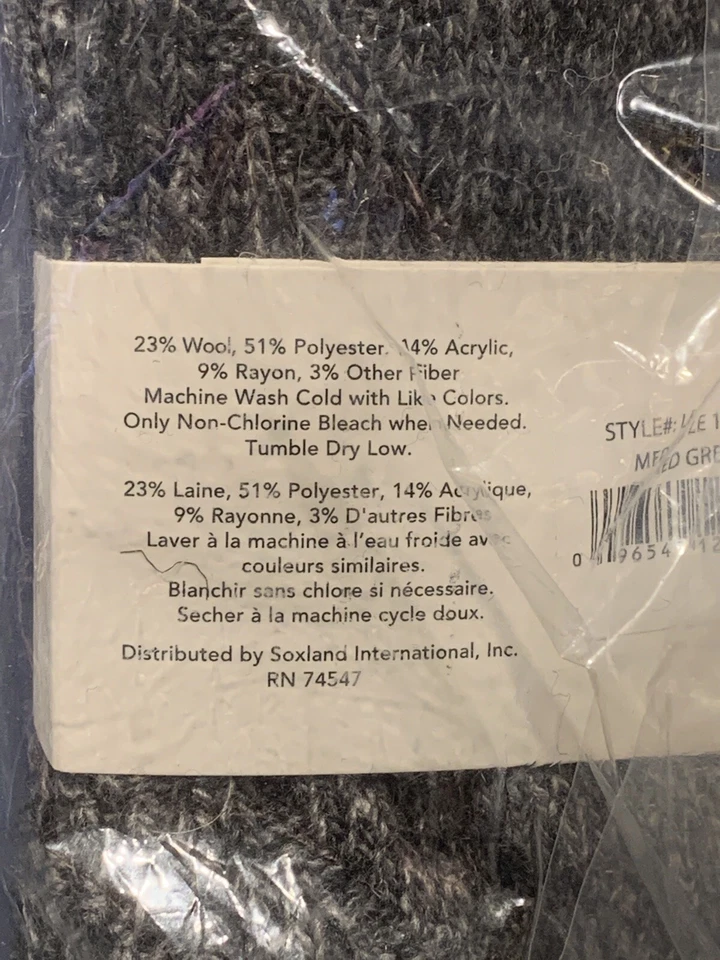 23% Wool, 51% Polyester, 14% Acrylic,
9% Rayon, 3% Other Fiber
Machine Wash Cold with Like Colors.
Only Non-Chlorine Bleach when Needed.
Tumble Dry Low.
23% Laine, 51% Polyester, 14% Acrylique,
9% Rayonne, 3% D'autres Fibres
Laver à la machine à l'eau froide avec
couleurs similaires.
Blanchir sans chlore si nécessaire.
Secher à la machine cycle doux.
Distributed by Soxland International, Inc.
RN 74547
STYLE#: